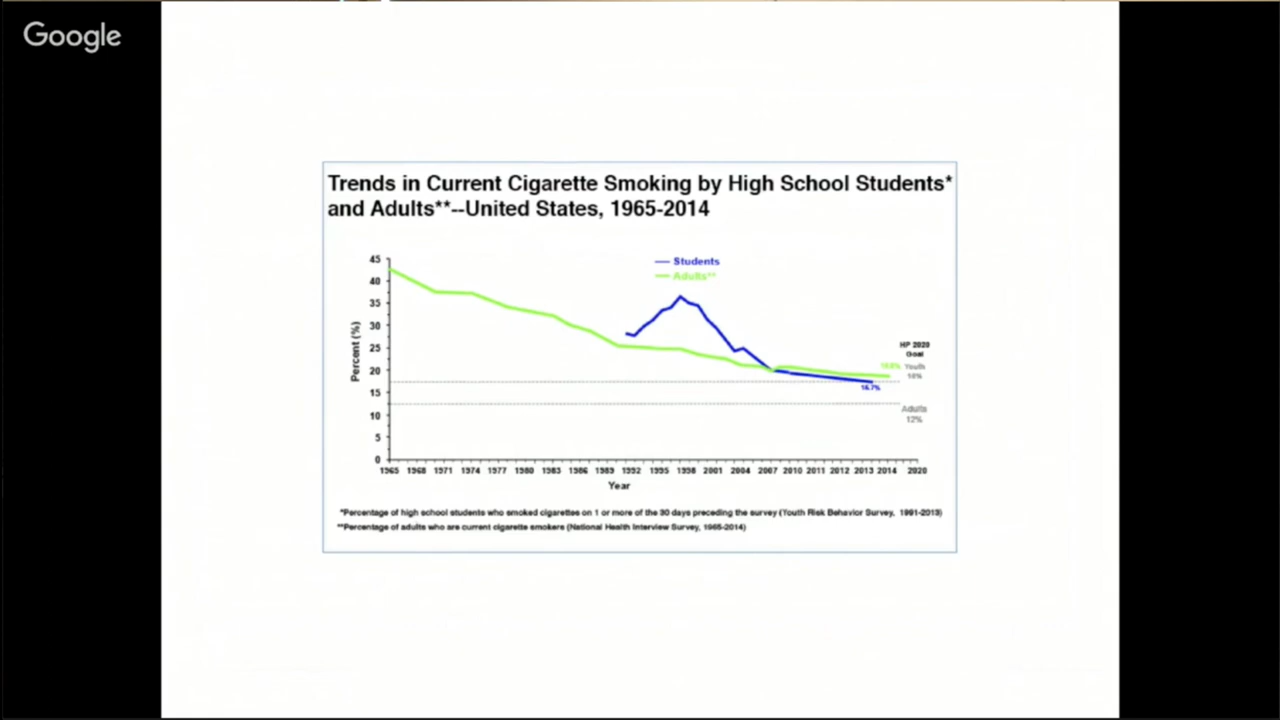 Google
Trends in Current Cigarette Smoking by High School Students*
and Adults**--United States, 1965-2014
Students
Adults**
45
40
35
30
25
20
15
10
5
0
Percent (%)
HP 2020
Goal
Youth
16%
16.7%
Adults
12%
1965 1968 1971 1974 1977 1980 1983 1986 1989 1992 1995 1998 2001 2004 2007 2010 2011 2012 2013 2014 2020
Year
*Percentage of high school students who smoked cigarettes on 1 or more of the 30 days preceding the survey (Youth Risk Behavior Survey, 1991-2013)
**Percentage of adults who are current cigarette smokers (National Health Interview Survey, 1965-2014)